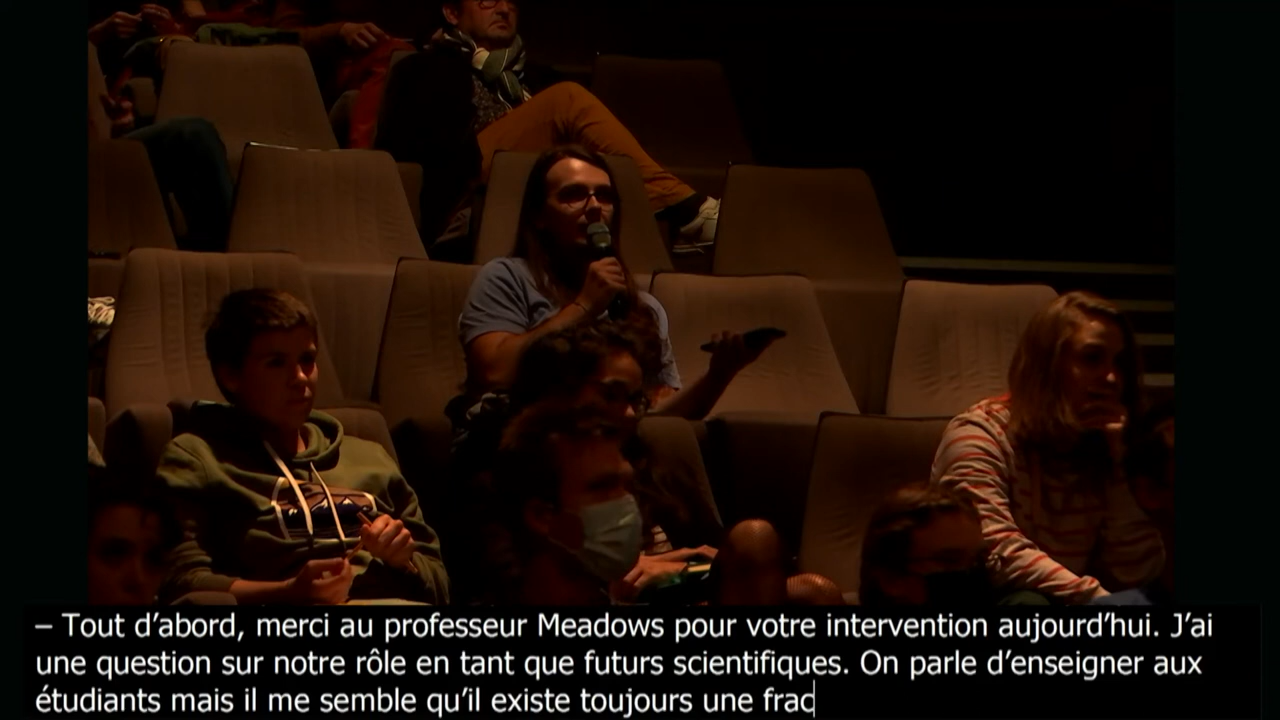 – Tout d’abord, merci au professeur Meadows pour votre intervention aujourd’hui. J’ai
une question sur notre rôle en tant que futurs scientifiques. On parle d’enseigner aux
étudiants mais il me semble qu’il existe toujours une frac